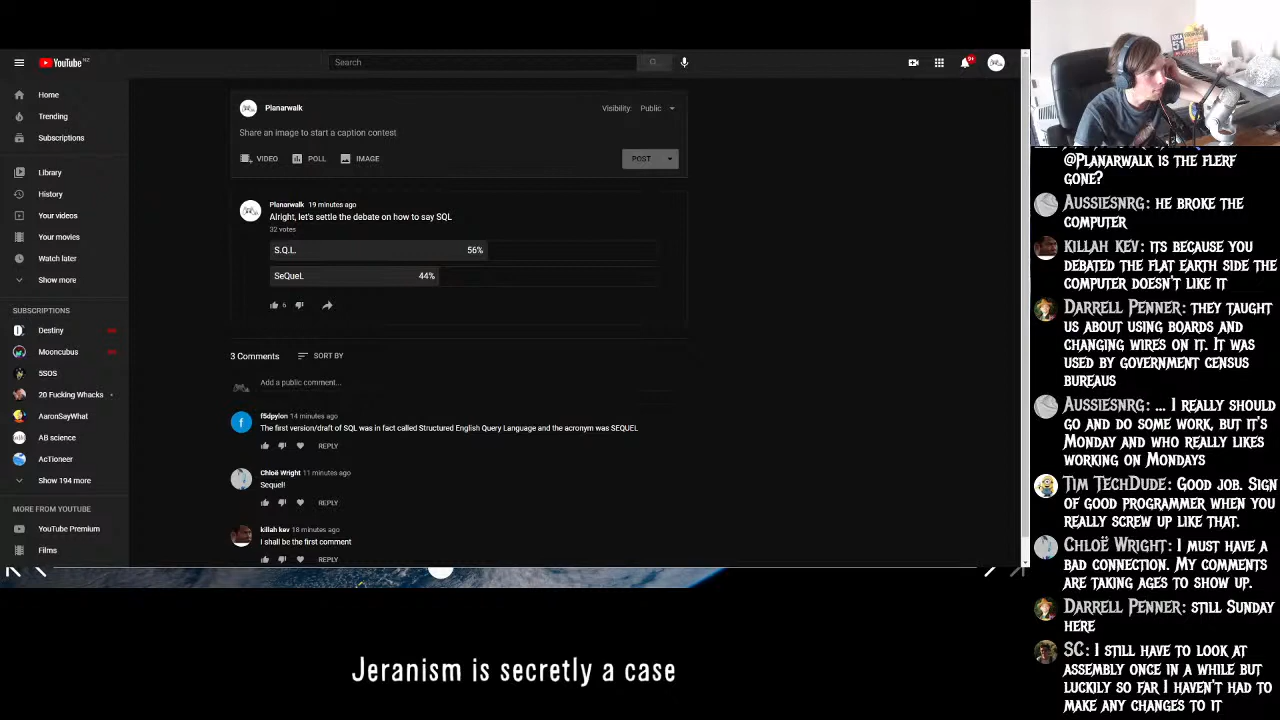 YouTube NZ
Search
9+
Home
Trending
Subscriptions
Library
History
Your videos
Your movies
Watch later
Show more
SUBSCRIPTIONS
Destiny
Mooncubus
5SOS
20 Fucking Whacks
AaronSayWhat
AB science
AcTioneer
Show 194 more
MORE FROM YOUTUBE
YouTube Premium
Films
Planarwalk
Visibility: Public
Share an image to start a caption contest
VIDEO POLL IMAGE
POST
Planarwalk 19 minutes ago
Alright, let's settle the debate on how to say SQL
32 votes
S.Q.L. 56%
SeQueL 44%
6
3 Comments SORT BY
Add a public comment...
f5dpylon 14 minutes ago
The first version/draft of SQL was in fact called Structured English Query Language and the acronym was SEQUEL
REPLY
Chloë Wright 11 minutes ago
Sequel!
REPLY
killah kev 18 minutes ago
I shall be the first comment
REPLY
Jeranism is secretly a case
AREA
51
@PLANARWALK IS THE FLERF
GONE?
AUSSIESNRG: HE BROKE THE
COMPUTER
KILLAH KEV: ITS BECAUSE YOU
DEBATED THE FLAT EARTH SIDE THE
COMPUTER DOESN'T LIKE IT
DARRELL PENNER: THEY TAUGHT
US ABOUT USING BOARDS AND
CHANGING WIRES ON IT. IT WAS
USED BY GOVERNMENT CENSUS
BUREAUS
AUSSIESNRG: ... I REALLY SHOULD
GO AND DO SOME WORK, BUT IT'S
MONDAY AND WHO REALLY LIKES
WORKING ON MONDAYS
TIM TECHDUDE: GOOD JOB. SIGN
OF GOOD PROGRAMMER WHEN YOU
REALLY SCREW UP LIKE THAT.
CHLOË WRIGHT: I MUST HAVE A
BAD CONNECTION. MY COMMENTS
ARE TAKING AGES TO SHOW UP.
DARRELL PENNER: STILL SUNDAY
HERE
SC: I STILL HAVE TO LOOK AT
ASSEMBLY ONCE IN A WHILE BUT
LUCKILY SO FAR I HAVEN'T HAD TO
MAKE ANY CHANGES TO IT